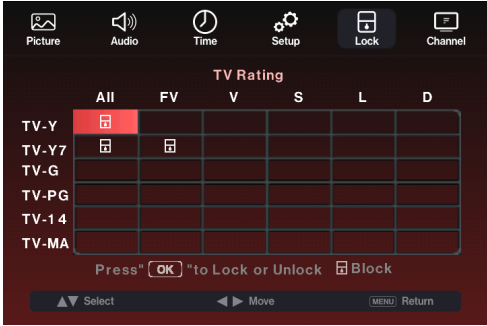 Picture Audio Time Setup Lock Channel
TV Rating
All FV V S L D
TV-Y
TV-Y7
TV-G
TV-PG
TV-14
TV-MA
Press" OK "to Lock or Unlock Block
Select Move MENU Return